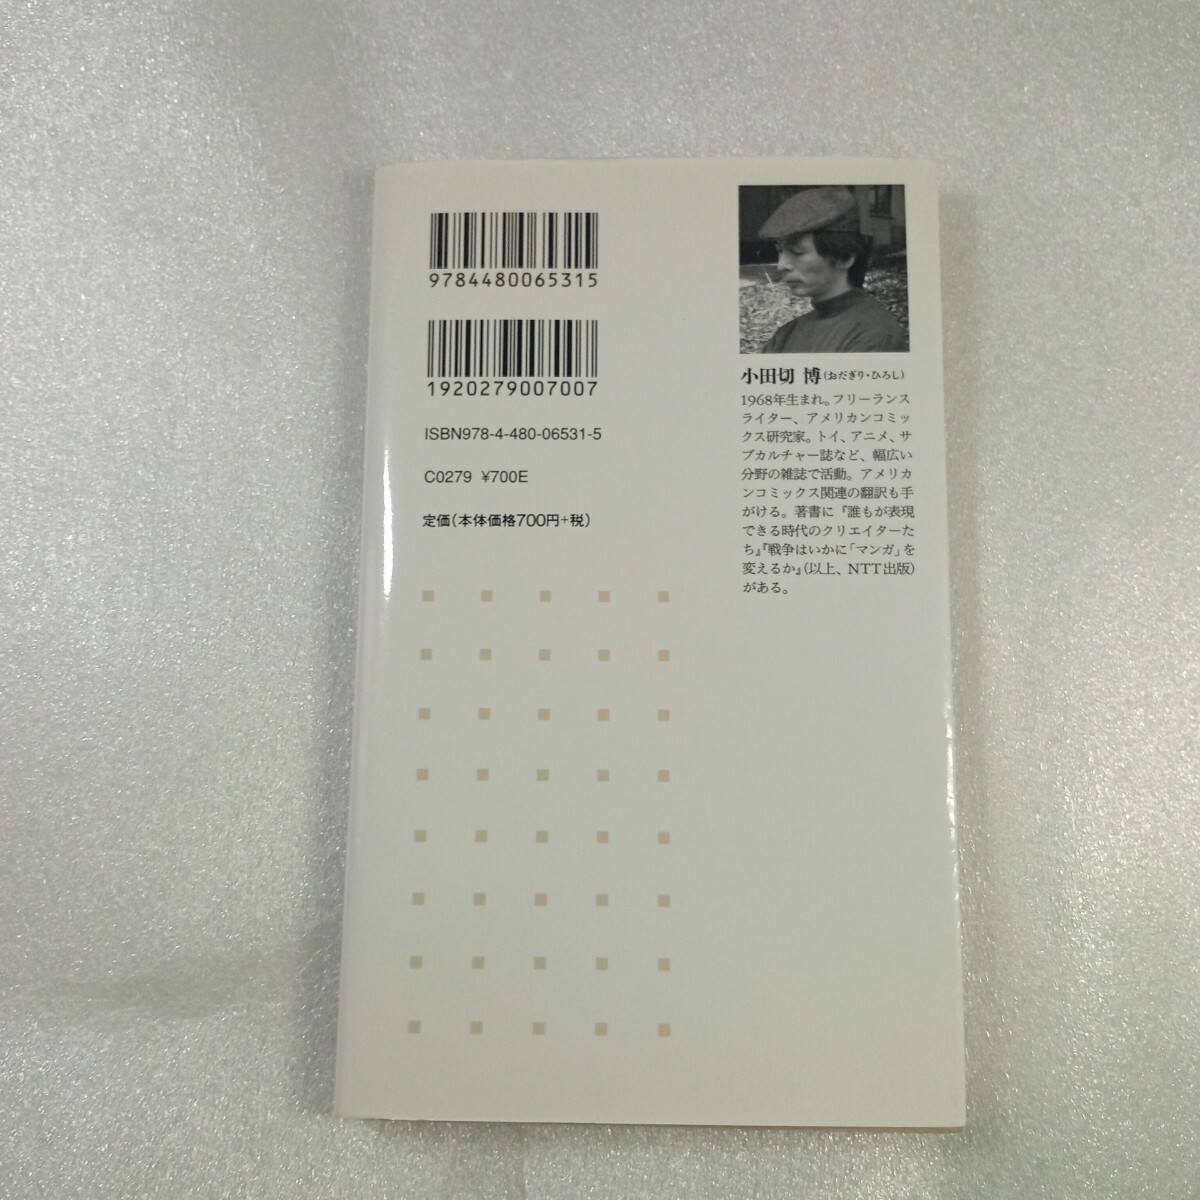 9784480065315
1920279007007
ISBN978-4-480-06531-5
C0279 ¥700E
定価(本体価格700円+税)
小田切 博(おだぎり・ひろし)
1968年生まれ。フリーランス
ライター、アメリカンコミッ
クス研究家。トイ、アニメ、サ
ブカルチャー誌など、幅広い
分野の雑誌で活動。アメリカ
ンコミックス関連の翻訳も手
がける。著書に『誰もが表現
できる時代のクリエイターた
ち』『戦争はいかに「マンガ」を
変えるか』(以上、NTT出版)
がある。